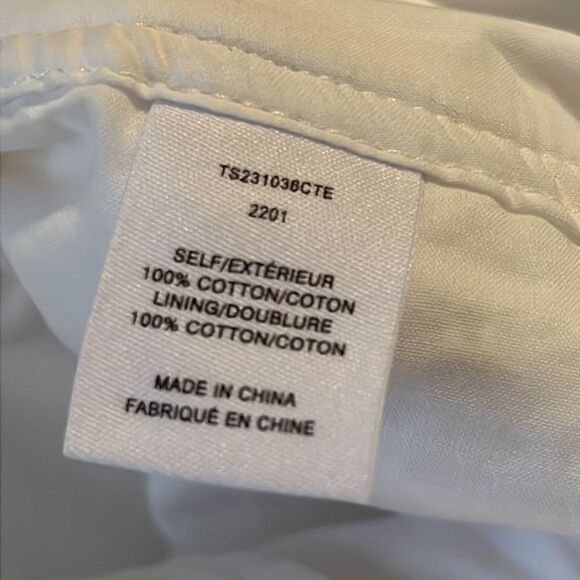 TS231036CTE
2201
SELF/EXTÉRIEUR
100% COTTON/COTON
LINING/DOUBLURE
100% COTTON/COTON
MADE IN CHINA
FABRIQUÉ EN CHINE